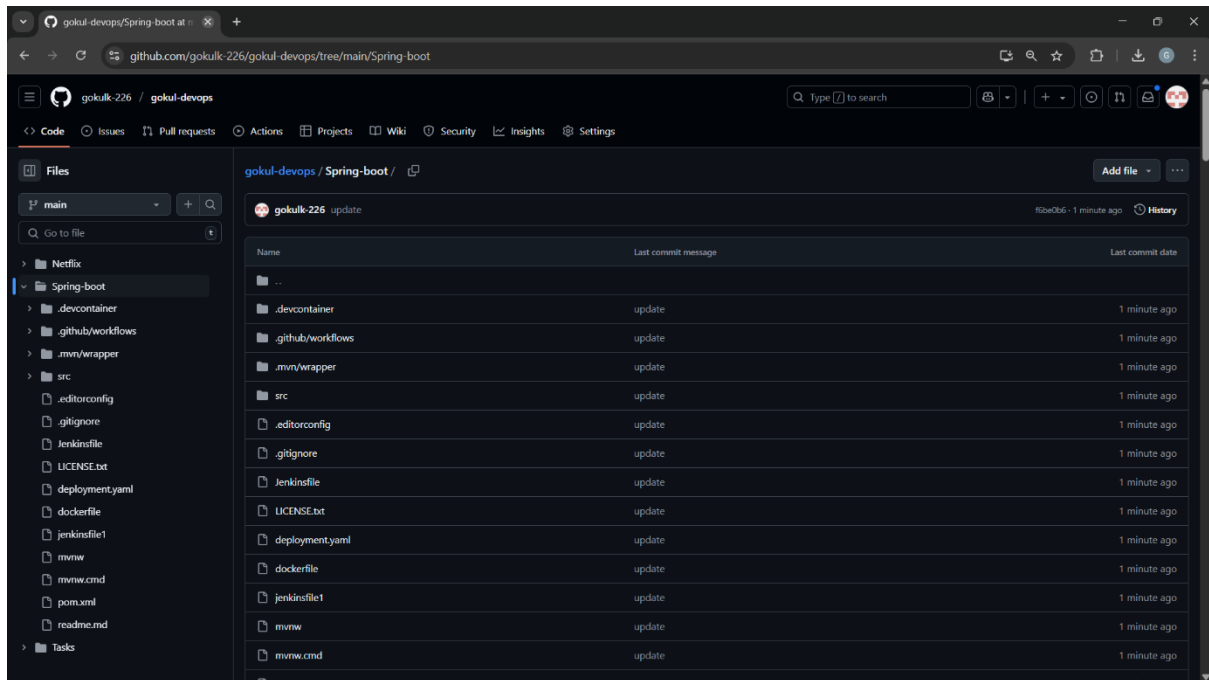 gokul-devops/Spring-boot at m
github.com/gokulk-226/gokul-devops/tree/main/Spring-boot
G
gokulk-226 / gokul-devops
Type / to search
<> Code Issues Pull requests Actions Projects Wiki Security Insights Settings
Files
gokul-devops / Spring-boot /
Add file
main
gokulk-226 update
f6be0b6 · 1 minute ago History
Go to file t
Name Last commit message Last commit date
Netflix
Spring-boot
.devcontainer
.github/workflows
.mvn/wrapper
src
.editorconfig
.gitignore
Jenkinsfile
LICENSE.txt
deployment.yaml
dockerfile
jenkinsfile1
mvnw
mvnw.cmd
pom.xml
readme.md
Tasks
..
.devcontainer update 1 minute ago
.github/workflows update 1 minute ago
.mvn/wrapper update 1 minute ago
src update 1 minute ago
.editorconfig update 1 minute ago
.gitignore update 1 minute ago
Jenkinsfile update 1 minute ago
LICENSE.txt update 1 minute ago
deployment.yaml update 1 minute ago
dockerfile update 1 minute ago
jenkinsfile1 update 1 minute ago
mvnw update 1 minute ago
mvnw.cmd update 1 minute ago